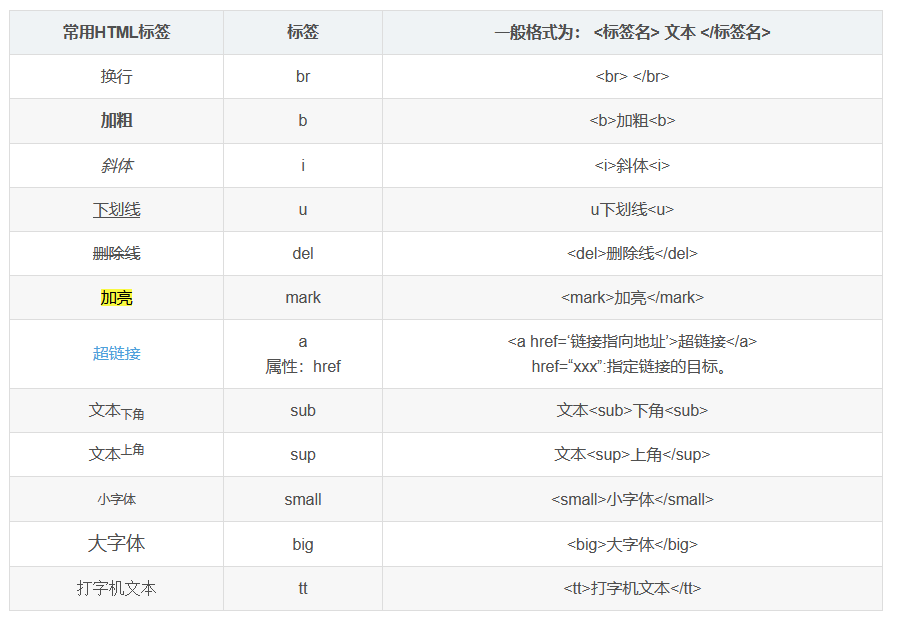 常用HTML标签 标签 一般格式为： <标签名> 文本 </标签名>
换行 br <br> </br>
加粗 b <b>加粗<b>
斜体 i <i>斜体<i>
下划线 u u下划线<u>
删除线 del <del>删除线</del>
加亮 mark <mark>加亮</mark>
超链接 a <a href=‘链接指向地址’>超链接</a>
属性：href href=“xxx”:指定链接的目标。
文本下角 sub 文本<sub>下角<sub>
文本上角 sup 文本<sup>上角</sup>
小字体 small <small>小字体</small>
大字体 big <big>大字体</big>
打字机文本 tt <tt>打字机文本</tt>